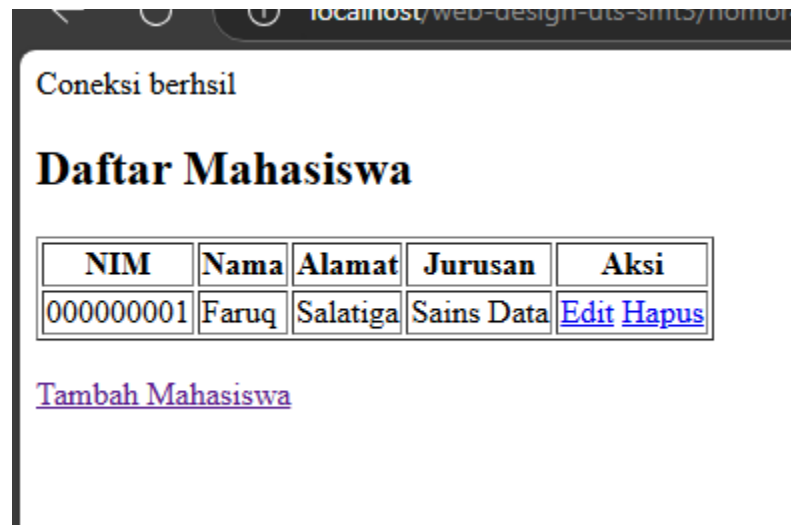 localhost/web-design-uts-smt3/nomor
Coneksi berhsil
Daftar Mahasiswa
NIM Nama Alamat Jurusan Aksi
000000001 Faruq Salatiga Sains Data Edit Hapus
Tambah Mahasiswa